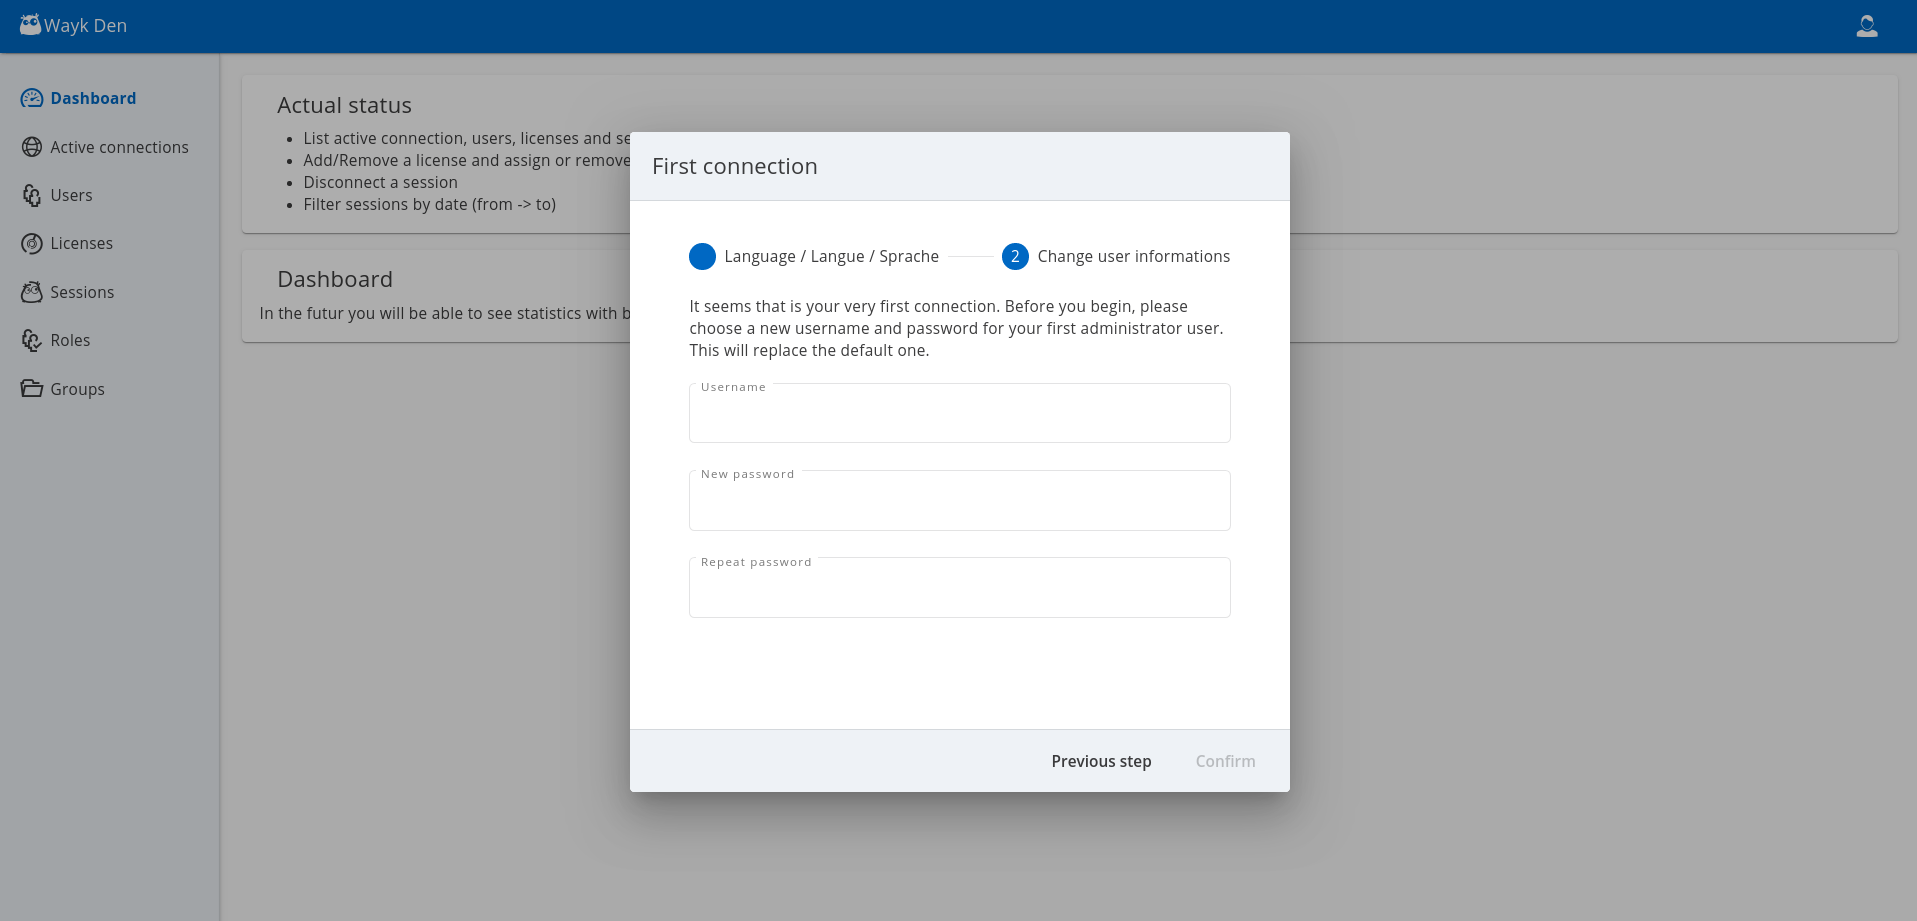 Wayk Den
Dashboard
Active connections
Users
Licenses
Sessions
Roles
Groups
Actual status
List active connection, users, licenses and
Add/Remove a license and assign or remove
Disconnect a session
Filter sessions by date (from -> to)
Dashboard
In the futur you will be able to see statistics with
First connection
Language / Langue / Sprache
2 Change user informations
It seems that is your very first connection. Before you begin, please
choose a new username and password for your first administrator user.
This will replace the default one.
Username
New password
Repeat password
Previous step Confirm